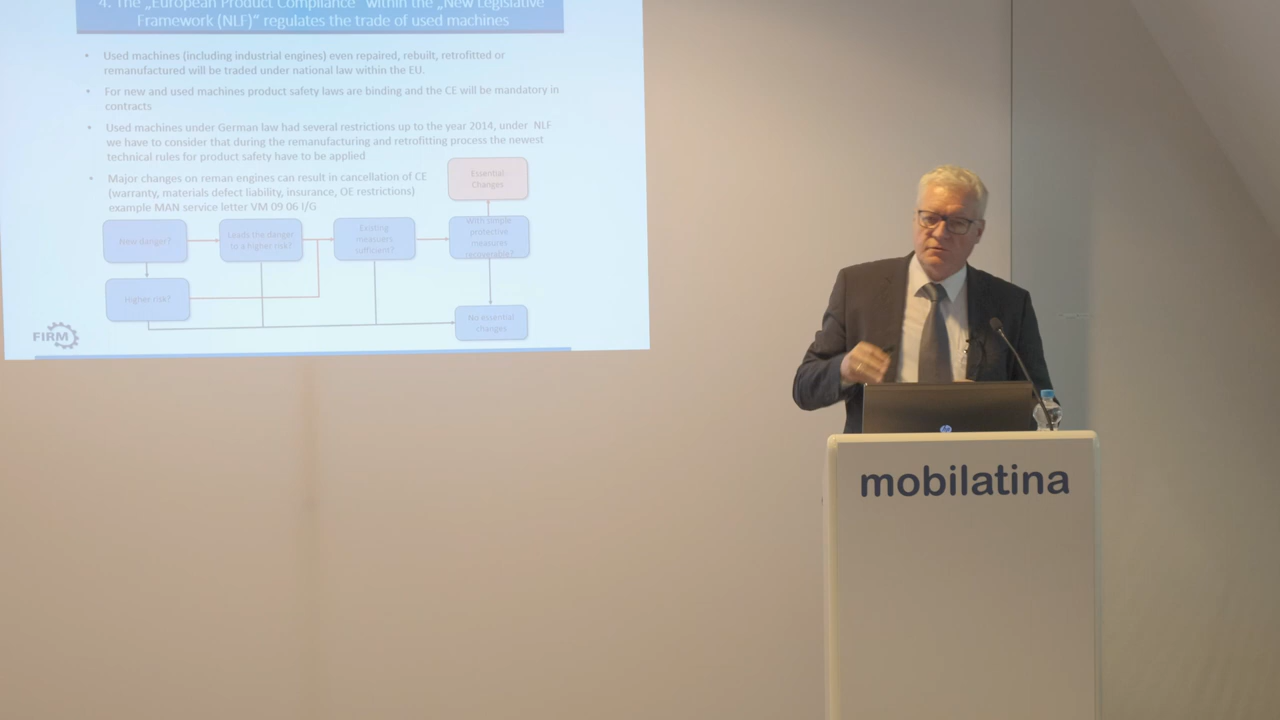 4. The „European Product Compliance" within the „New Legislative
Framework (NLF)" regulates the trade of used machines
• Used machines (including industrial engines) even repaired, rebuilt, retrofitted or
remanufactured will be traded under national law within the EU.
• For new and used machines product safety laws are binding and the CE will be mandatory in
contracts
• Used machines under German law had several restrictions up to the year 2014, under NLF
we have to consider that during the remanufacturing and retrofitting process the newest
technical rules for product safety have to be applied
• Major changes on reman engines can result in cancellation of CE
(warranty, materials defect liability, insurance, OE restrictions)
example MAN service letter VM 09 06 I/G
Essential
Changes
New danger?
Leads the danger
to a higher risk?
Existing
measures
sufficient?
With simple
protective
measures
recoverable?
Higher risk?
No essential
changes
FIRM
hp
mobilatina